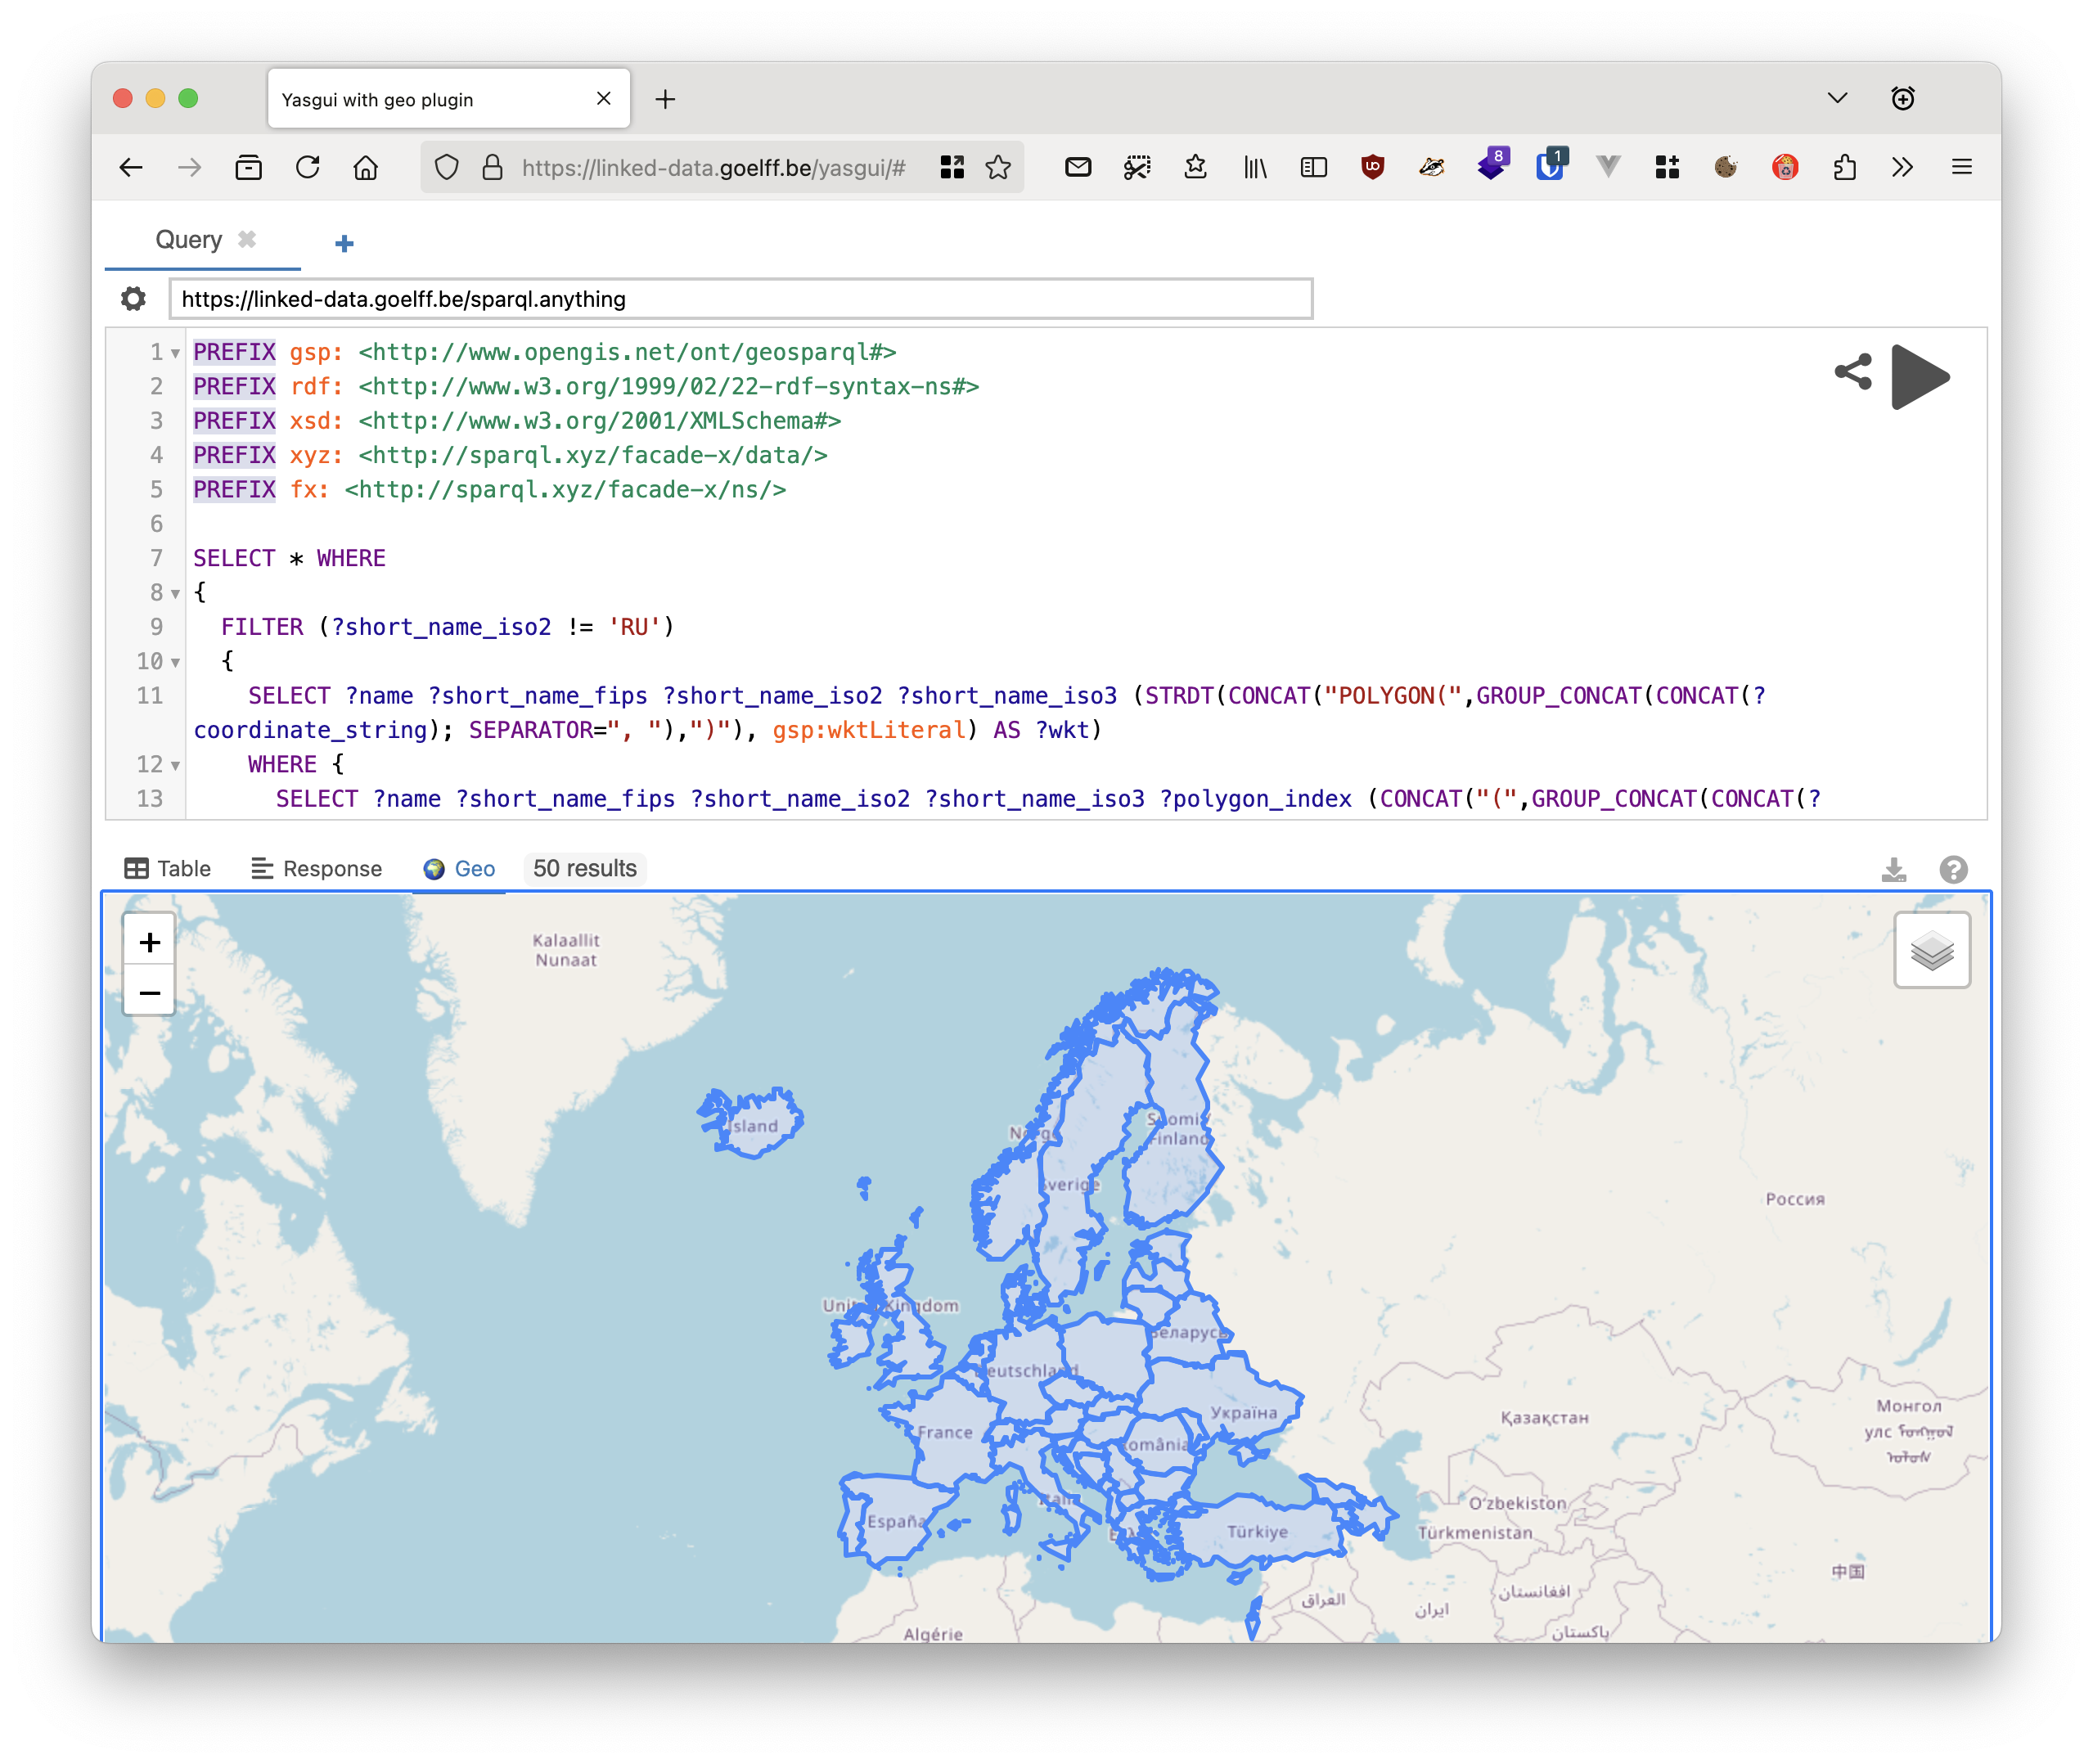 Yasgui with geo plugin
https://linked-data.goelff.be/yasgui/#
8
1
Query
https://linked-data.goelff.be/sparql.anything
1 PREFIX gsp: <http://www.opengis.net/ont/geosparql#>
2 PREFIX rdf: <http://www.w3.org/1999/02/22-rdf-syntax-ns#>
3 PREFIX xsd: <http://www.w3.org/2001/XMLSchema#>
4 PREFIX xyz: <http://sparql.xyz/facade-x/data/>
5 PREFIX fx: <http://sparql.xyz/facade-x/ns/>
6
7 SELECT * WHERE
8 {
9 FILTER (?short_name_iso2 != 'RU')
10 {
11 SELECT ?name ?short_name_fips ?short_name_iso2 ?short_name_iso3 (STRDT(CONCAT("POLYGON(",GROUP_CONCAT(CONCAT(?
coordinate_string); SEPARATOR=", "),")"), gsp:wktLiteral) AS ?wkt)
12 WHERE {
13 SELECT ?name ?short_name_fips ?short_name_iso2 ?short_name_iso3 ?polygon_index (CONCAT("(",GROUP_CONCAT(CONCAT(?
Table Response Geo 50 results
+
−
Kalaallit
Nunaat
Ísland
Norge
Suomi /
Finland
Sverige
Россия
United Kingdom
Беларусь
Deutschland
Україна
France
România
Қазақстан
Монгол
улс
Italia
España
Türkiye
O'zbekiston
Türkmenistan
中国
افغانستان
العراق
ایران
پاکستان
Algérie